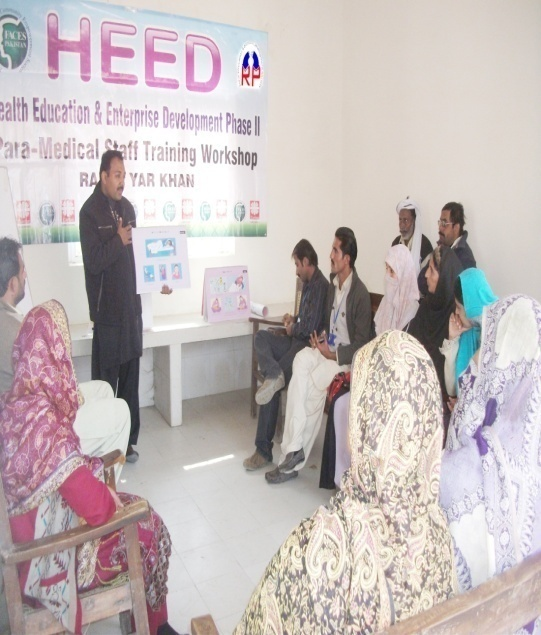 FACES
PAKISTAN
HEED
RP
ealth Education & Enterprise Development Phase II
Para-Medical Staff Training Workshop
YAR KHAN